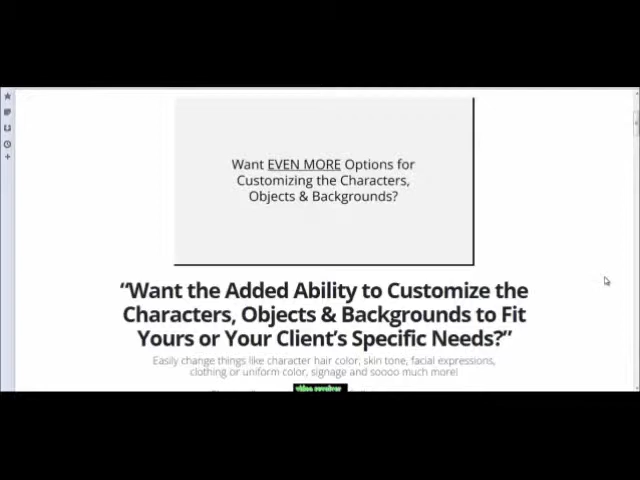 Want EVEN MORE Options for
Customizing the Characters,
Objects & Backgrounds?
“Want the Added Ability to Customize the
Characters, Objects & Backgrounds to Fit
Yours or Your Client’s Specific Needs?”
Easily change things like character hair color, skin tone, facial expressions,
clothing or uniform color, signage and soooo much more!